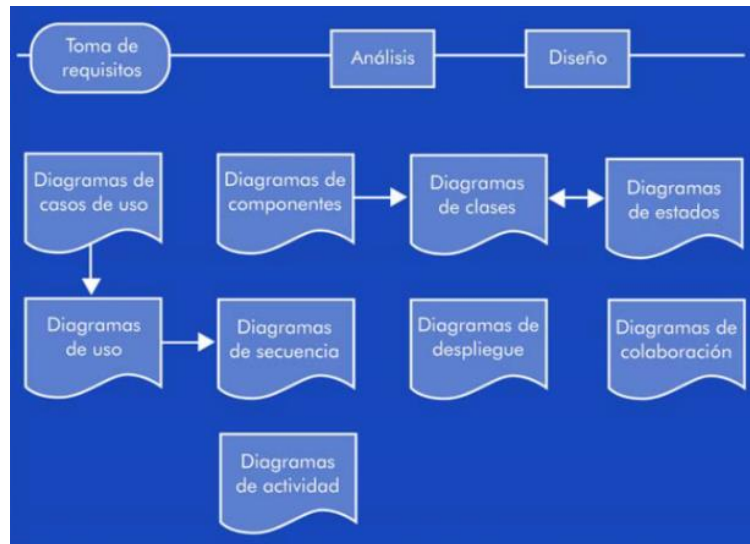 Toma de
requisitos
Análisis
Diseño
Diagramas de
casos de uso
Diagramas de
componentes
Diagramas
de clases
Diagramas
de estados
Diagramas
de uso
Diagramas
de secuencia
Diagramas de
despliegue
Diagramas de
colaboración
Diagramas
de actividad